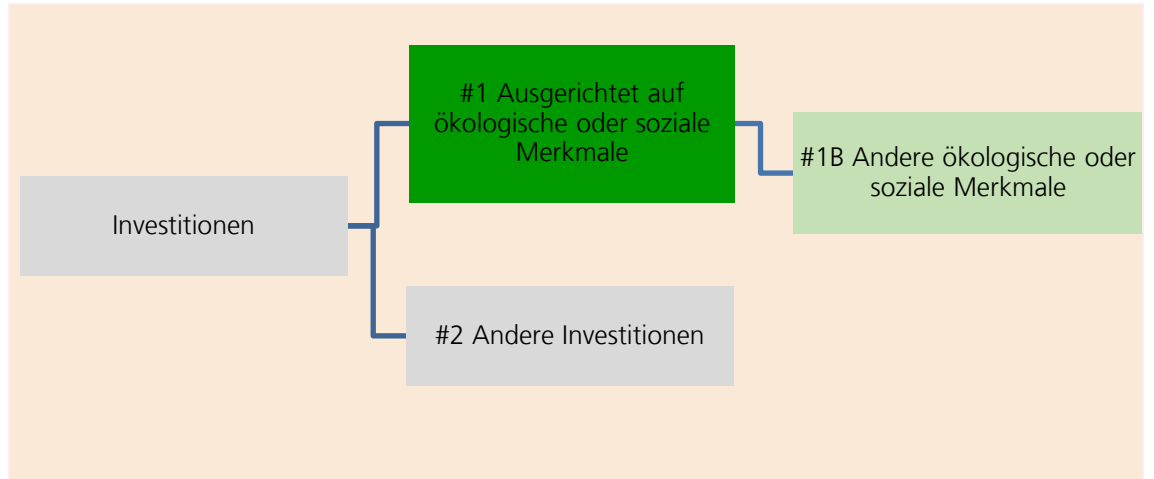 #1 Ausgerichtet auf
ökologische oder soziale
Merkmale
#1B Andere ökologische oder
soziale Merkmale
Investitionen
#2 Andere Investitionen